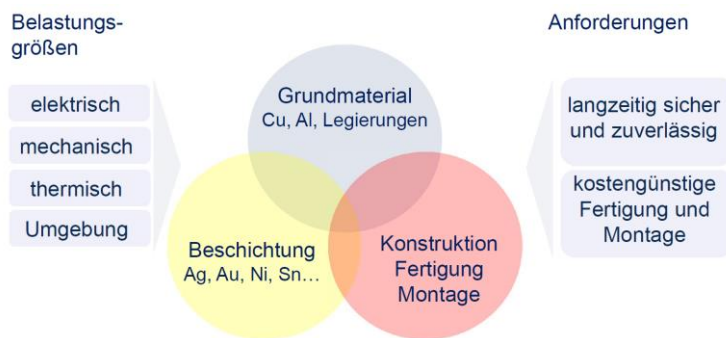 Belastungs-
größen
elektrisch
mechanisch
thermisch
Umgebung
Grundmaterial
Cu, Al, Legierungen
Beschichtung
Ag, Au, Ni, Sn…
Konstruktion
Fertigung
Montage
Anforderungen
langzeitig sicher
und zuverlässig
kostengünstige
Fertigung und
Montage